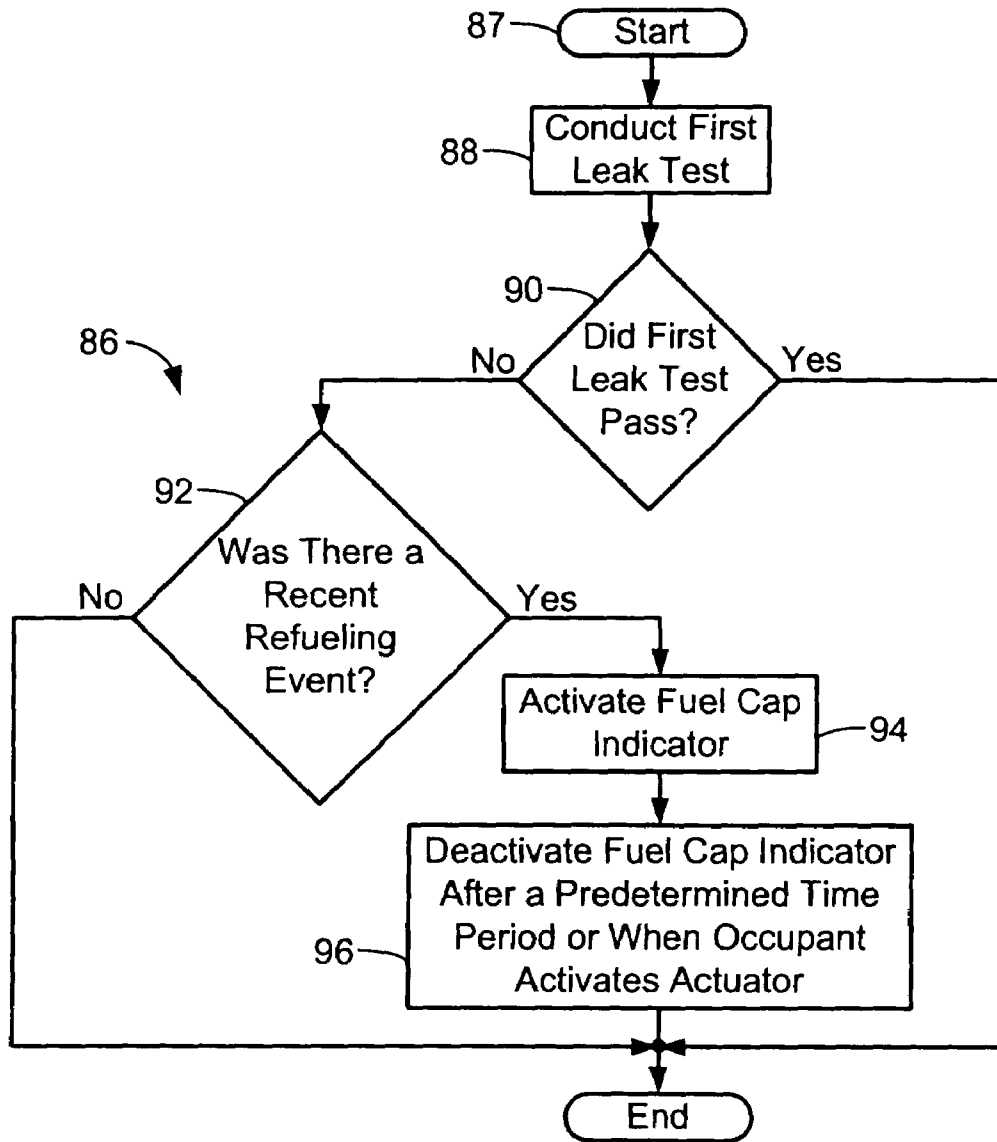 87
Start
88
Conduct First
Leak Test
90
Did First
Leak Test
Pass?
No
Yes
86
92
Was There a
Recent
Refueling
Event?
No
Yes
Activate Fuel Cap
Indicator
94
Deactivate Fuel Cap Indicator
After a Predetermined Time
Period or When Occupant
Activates Actuator
96
End